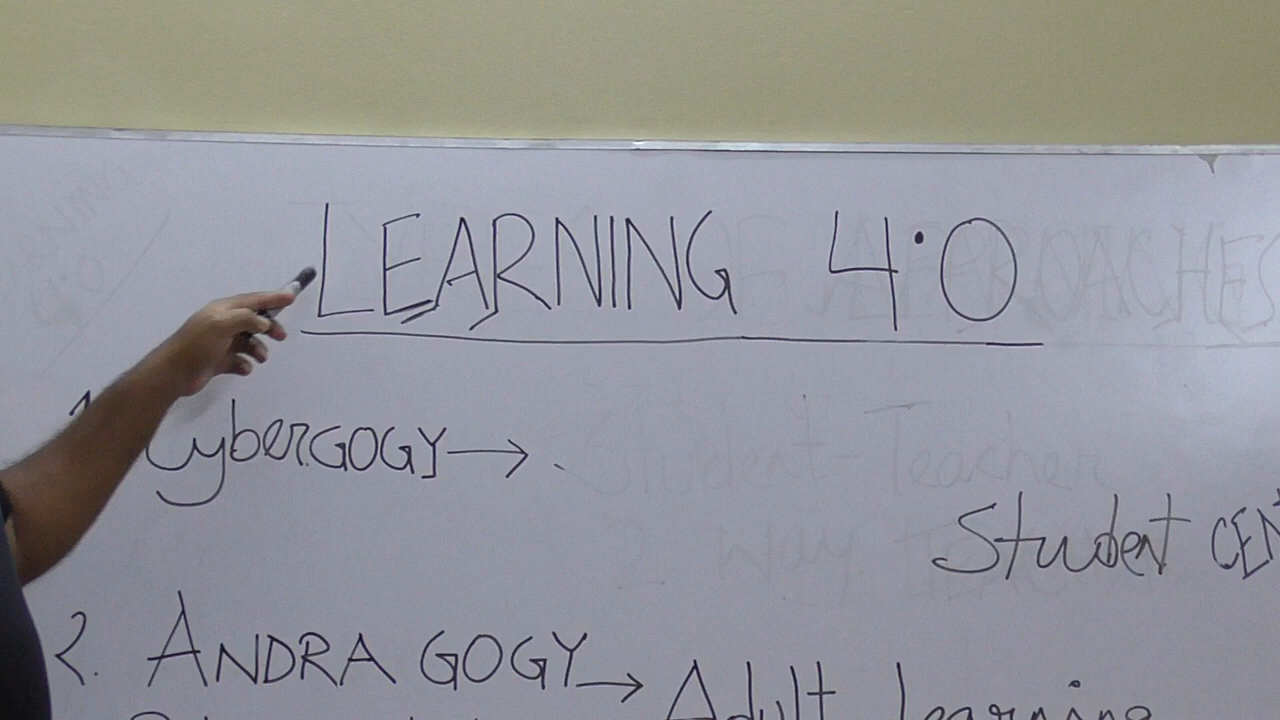 LEARNING 4.0
CyberGOGY →
Student CEN
2. ANDRAGOGY → Adult Learning